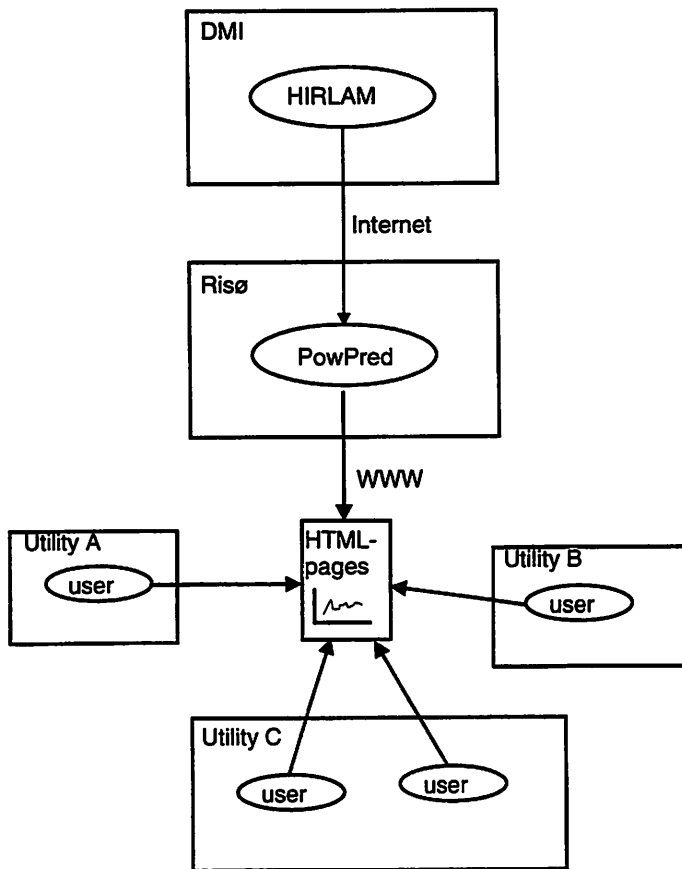 DMI
HIRLAM
Internet
Risø
PowPred
WWW
HTML-
pages
Utility A
user
Utility B
user
Utility C
user
user